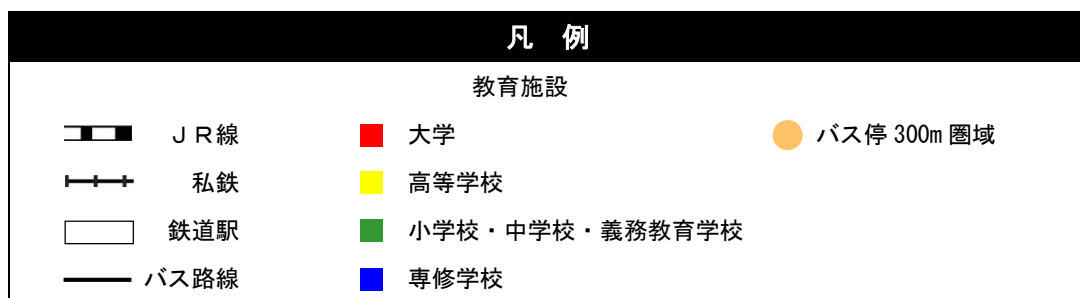 凡 例
教育施設
ＪＲ線 大学 バス停 300m 圏域
私鉄 高等学校
鉄道駅 小学校・中学校・義務教育学校
バス路線 専修学校